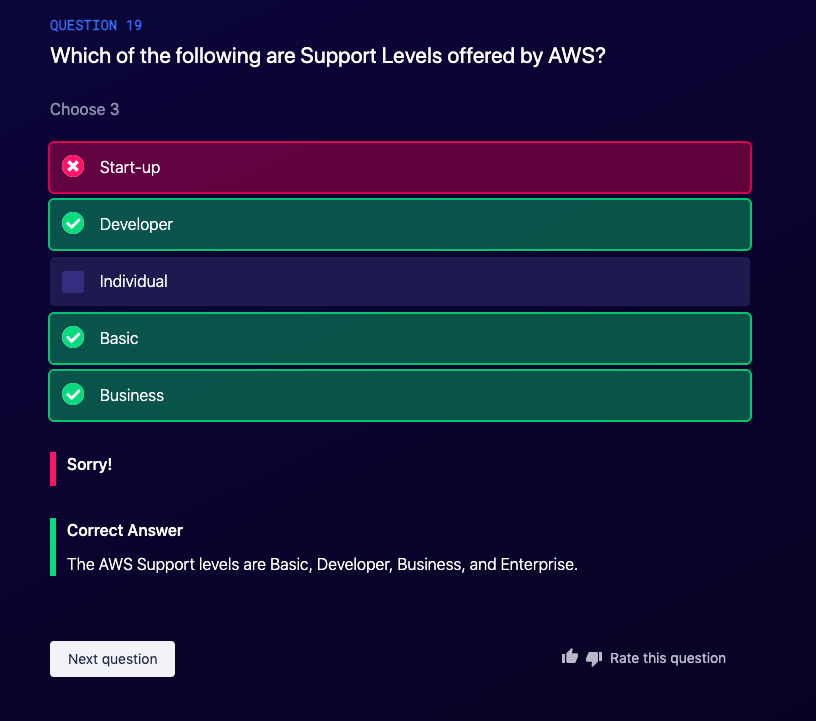 QUESTION 19
Which of the following are Support Levels offered by AWS?
Choose 3
Start-up
Developer
Individual
Basic
Business
Sorry!
Correct Answer
The AWS Support levels are Basic, Developer, Business, and Enterprise.
Next question
Rate this question